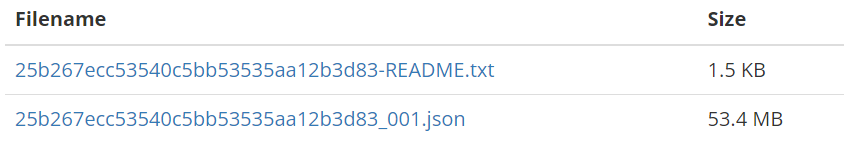 Filename Size
25b267ecc53540c5bb53535aa12b3d83-README.txt 1.5 KB
25b267ecc53540c5bb53535aa12b3d83_001.json 53.4 MB